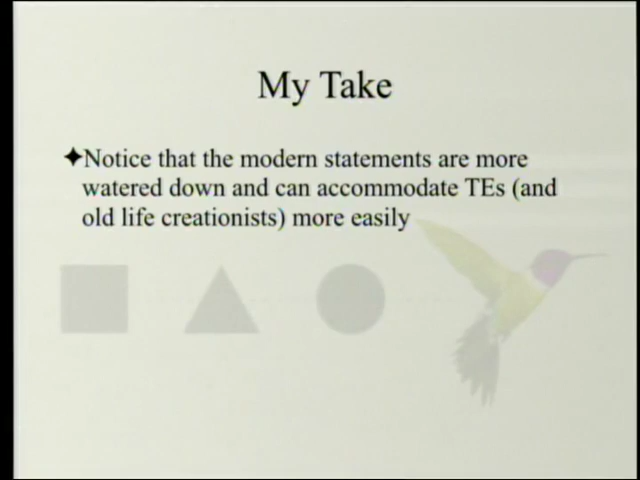 My Take
✦Notice that the modern statements are more
watered down and can accommodate TEs (and
old life creationists) more easily